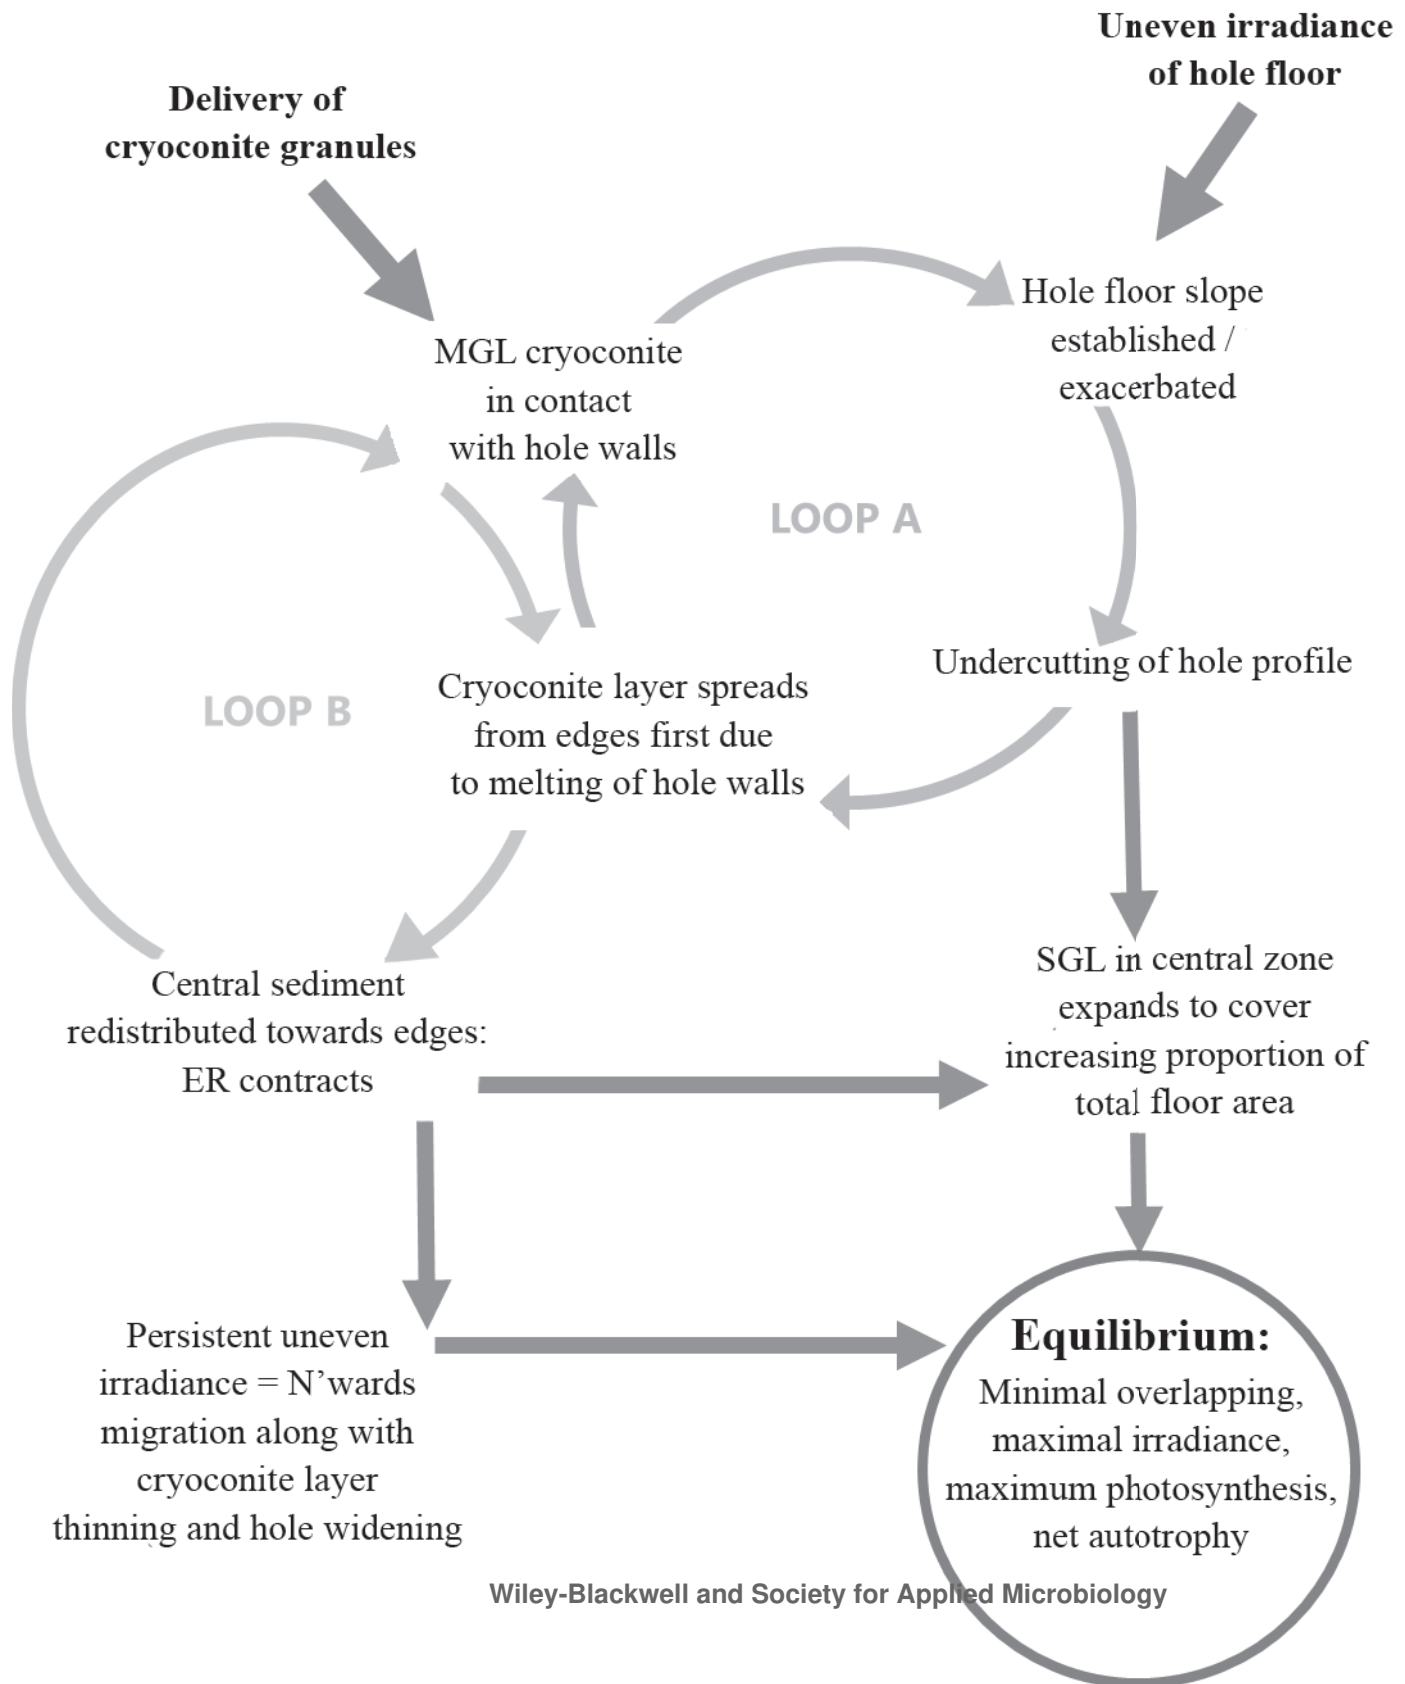 Uneven irradiance
of hole floor
Delivery of
cryoconite granules
Hole floor slope
established /
exacerbated
MGL cryoconite
in contact
with hole walls
LOOP A
Undercutting of hole profile
LOOP B
Cryoconite layer spreads
from edges first due
to melting of hole walls
SGL in central zone
expands to cover
increasing proportion of
total floor area
Central sediment
redistributed towards edges:
ER contracts
Persistent uneven
irradiance = N'wards
migration along with
cryoconite layer
thinning and hole widening
Equilibrium:
Minimal overlapping,
maximal irradiance,
maximum photosynthesis,
net autotrophy
Wiley-Blackwell and Society for Applied Microbiology